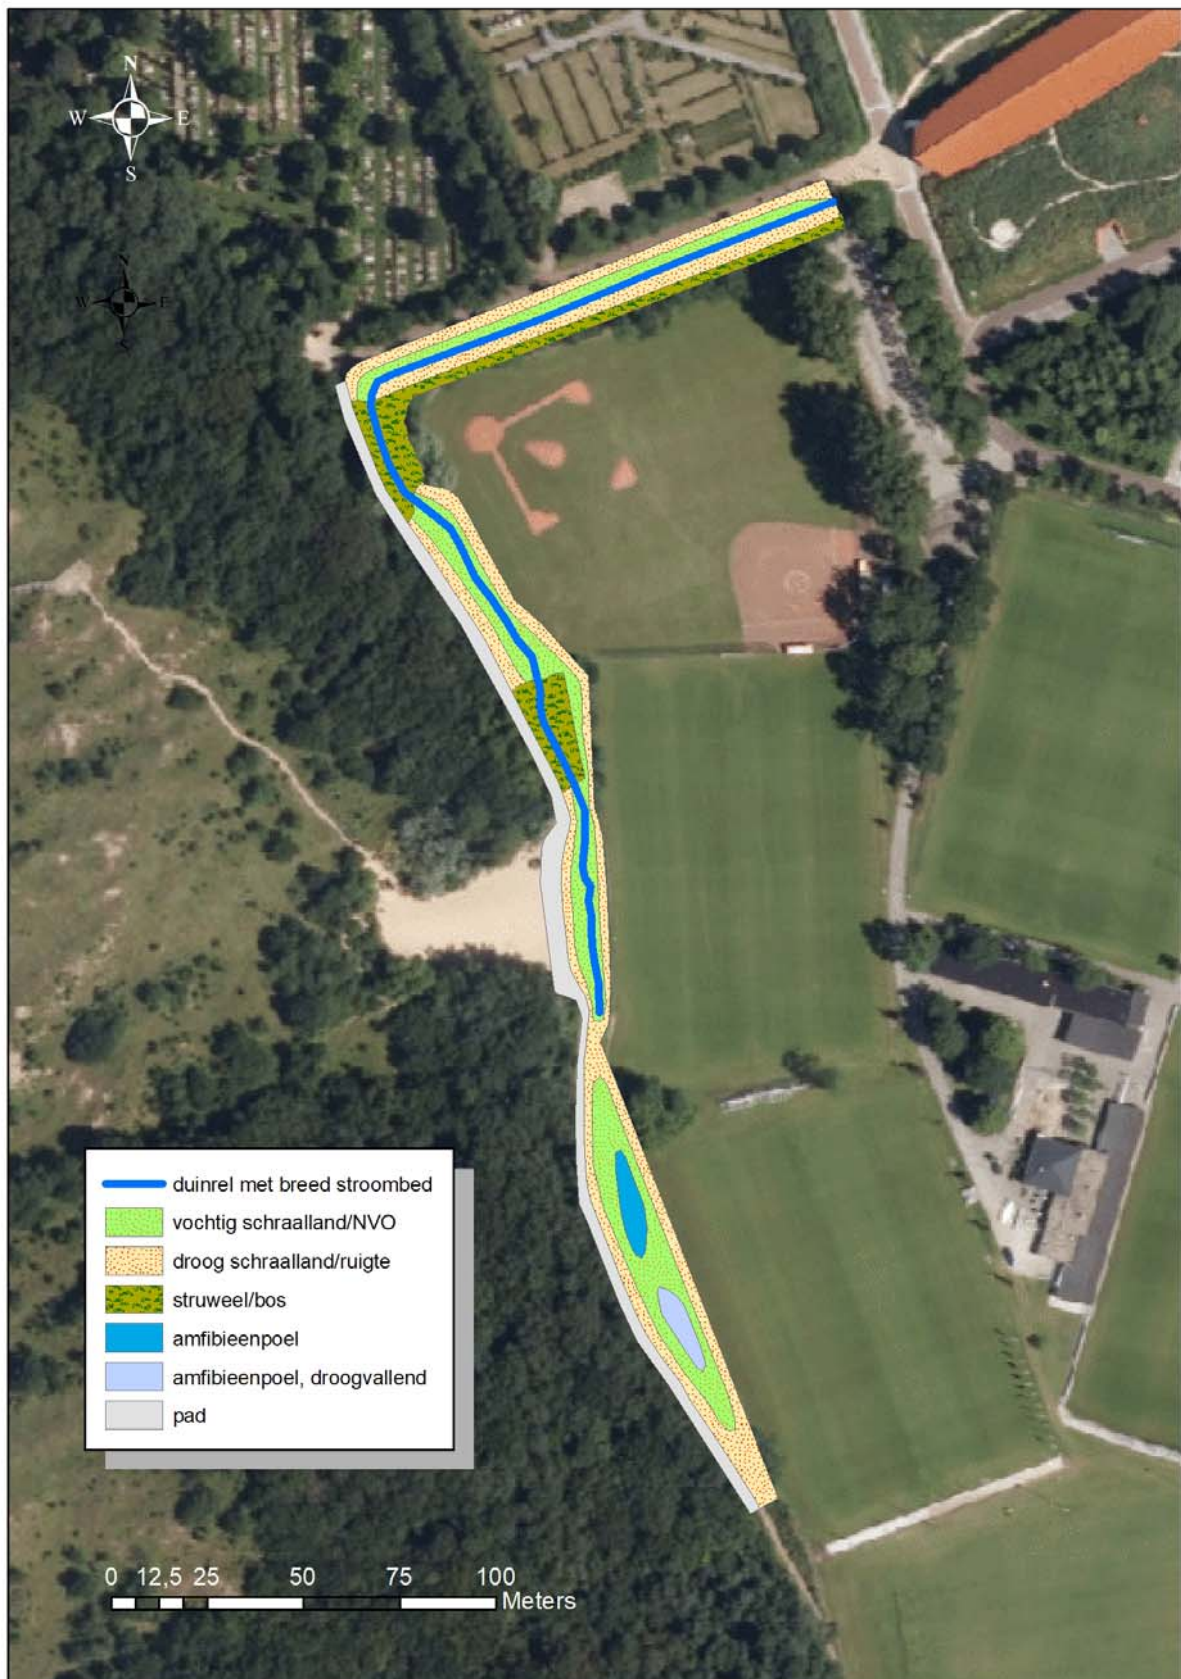 N
W E
S
N
W E
duinrel met breed stroombed
vochtig schraalland/NVO
droog schraalland/ruigte
struweel/bos
amfibieenpoel
amfibieenpoel, droogvallend
pad
0 12,5 25 50 75 100
Meters